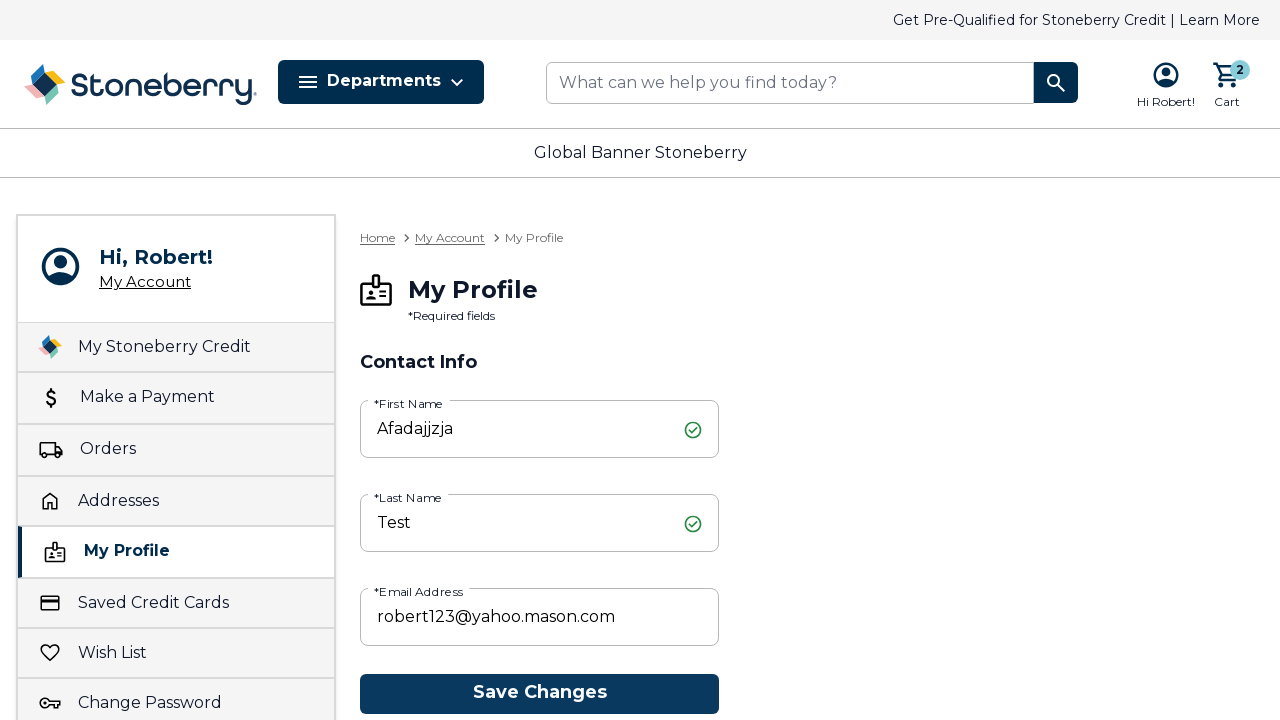 Get Pre-Qualified for Stoneberry Credit | Learn More
Stoneberry®
Departments
What can we help you find today?
Hi Robert!
2
Cart
Global Banner Stoneberry
Hi, Robert!
My Account
My Stoneberry Credit
Make a Payment
Orders
Addresses
My Profile
Saved Credit Cards
Wish List
Change Password
Home > My Account > My Profile
My Profile
*Required fields
Contact Info
*First Name
Afadajjzja
*Last Name
Test
*Email Address
robert123@yahoo.mason.com
Save Changes